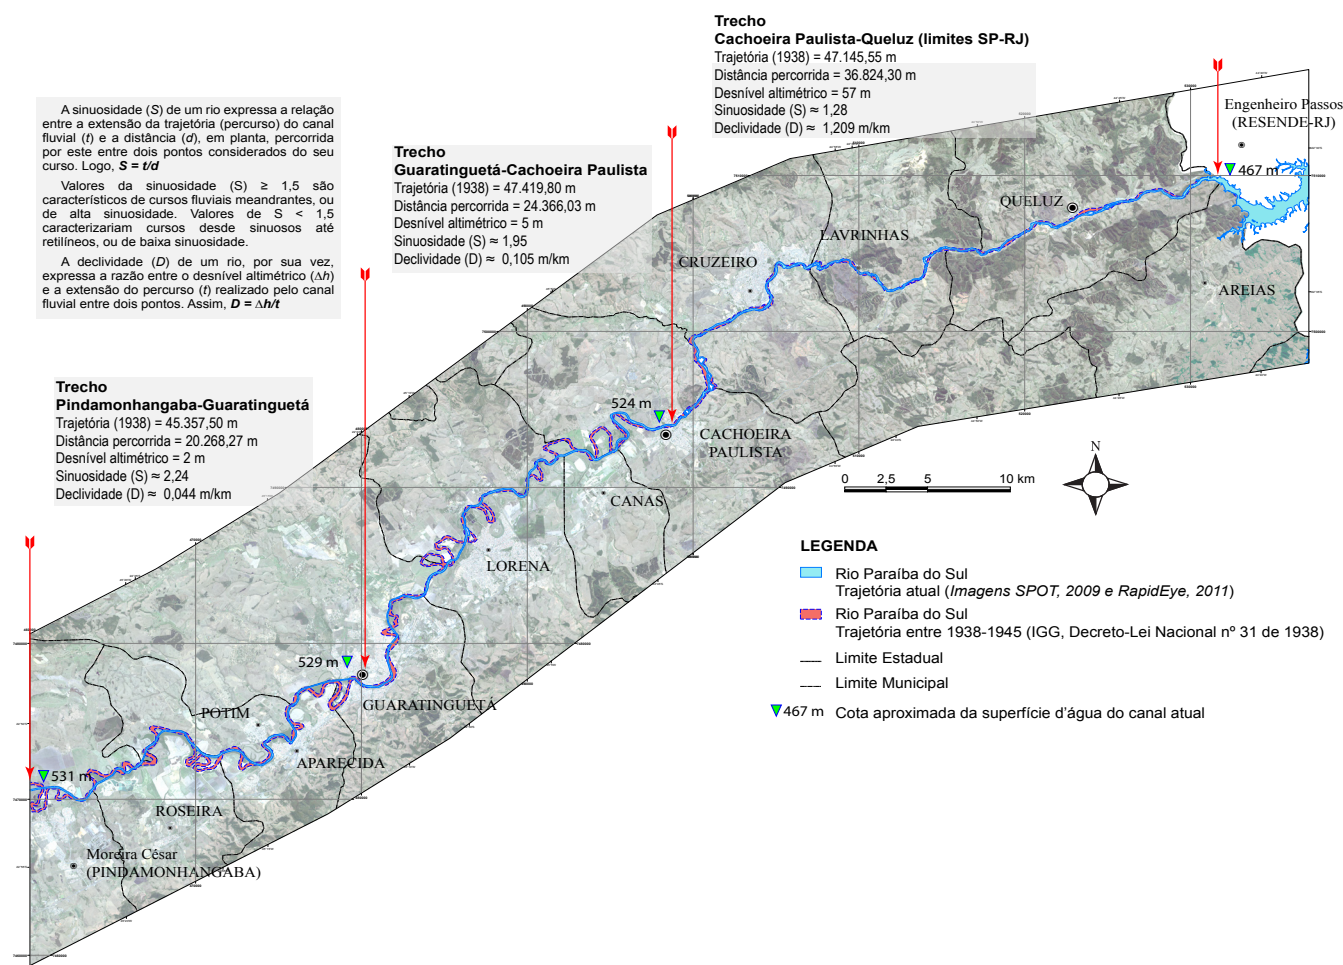 Trecho
Cachoeira Paulista-Queluz (limites SP-RJ)
Trajetória (1938) = 47.145,55 m
Distância percorrida = 36.824,30 m
Desnível altimétrico = 57 m
Sinuosidade (S) ≈ 1,28
Declividade (D) ≈ 1,209 m/km
A sinuosidade (S) de um rio expressa a relação
entre a extensão da trajetória (percurso) do canal
fluvial (t) e a distância (d), em planta, percorrida
por este entre dois pontos considerados do seu
curso. Logo, S = t/d
Valores da sinuosidade (S) ≥ 1,5 são
característicos de cursos fluviais meandrantes, ou
de alta sinuosidade. Valores de S < 1,5
caracterizariam cursos desde sinuosos até
retilíneos, ou de baixa sinuosidade.
A declividade (D) de um rio, por sua vez,
expressa a razão entre o desnível altimétrico (Δh)
e a extensão do percurso (t) realizado pelo canal
fluvial entre dois pontos. Assim, D = Δh/t
Trecho
Guaratinguetá-Cachoeira Paulista
Trajetória (1938) = 47.419,80 m
Distância percorrida = 24.366,03 m
Desnível altimétrico = 5 m
Sinuosidade (S) ≈ 1,95
Declividade (D) ≈ 0,105 m/km
Trecho
Pindamonhangaba-Guaratinguetá
Trajetória (1938) = 45.357,50 m
Distância percorrida = 20.268,27 m
Desnível altimétrico = 2 m
Sinuosidade (S) ≈ 2,24
Declividade (D) ≈ 0,044 m/km
Engenheiro Passos
(RESENDE-RJ)
467 m
QUELUZ
LAVRINHAS
CRUZEIRO
AREIAS
524 m
CACHOEIRA
PAULISTA
CANAS
LORENA
529 m
GUARATINGUETÁ
POTIM
APARECIDA
531 m
ROSEIRA
Moreira César
(PINDAMONHANGABA)
N
0 2,5 5 10 km
LEGENDA
Rio Paraíba do Sul
Trajetória atual (Imagens SPOT, 2009 e RapidEye, 2011)
Rio Paraíba do Sul
Trajetória entre 1938-1945 (IGG, Decreto-Lei Nacional nº 31 de 1938)
Limite Estadual
Limite Municipal
467 m Cota aproximada da superfície d'água do canal atual